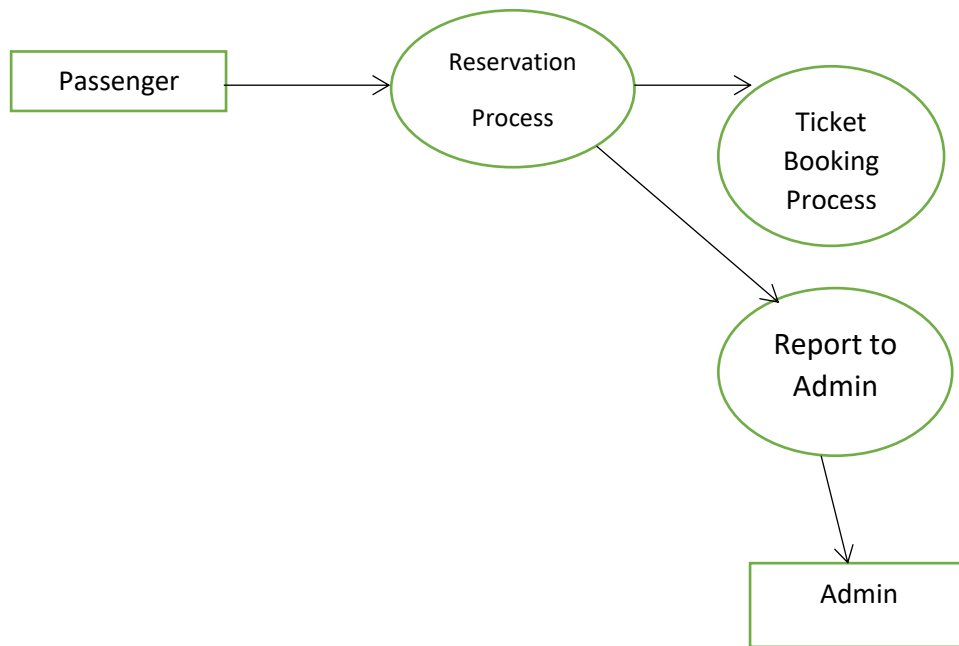 Passenger
Reservation
Process
Ticket
Booking
Process
Report to
Admin
Admin